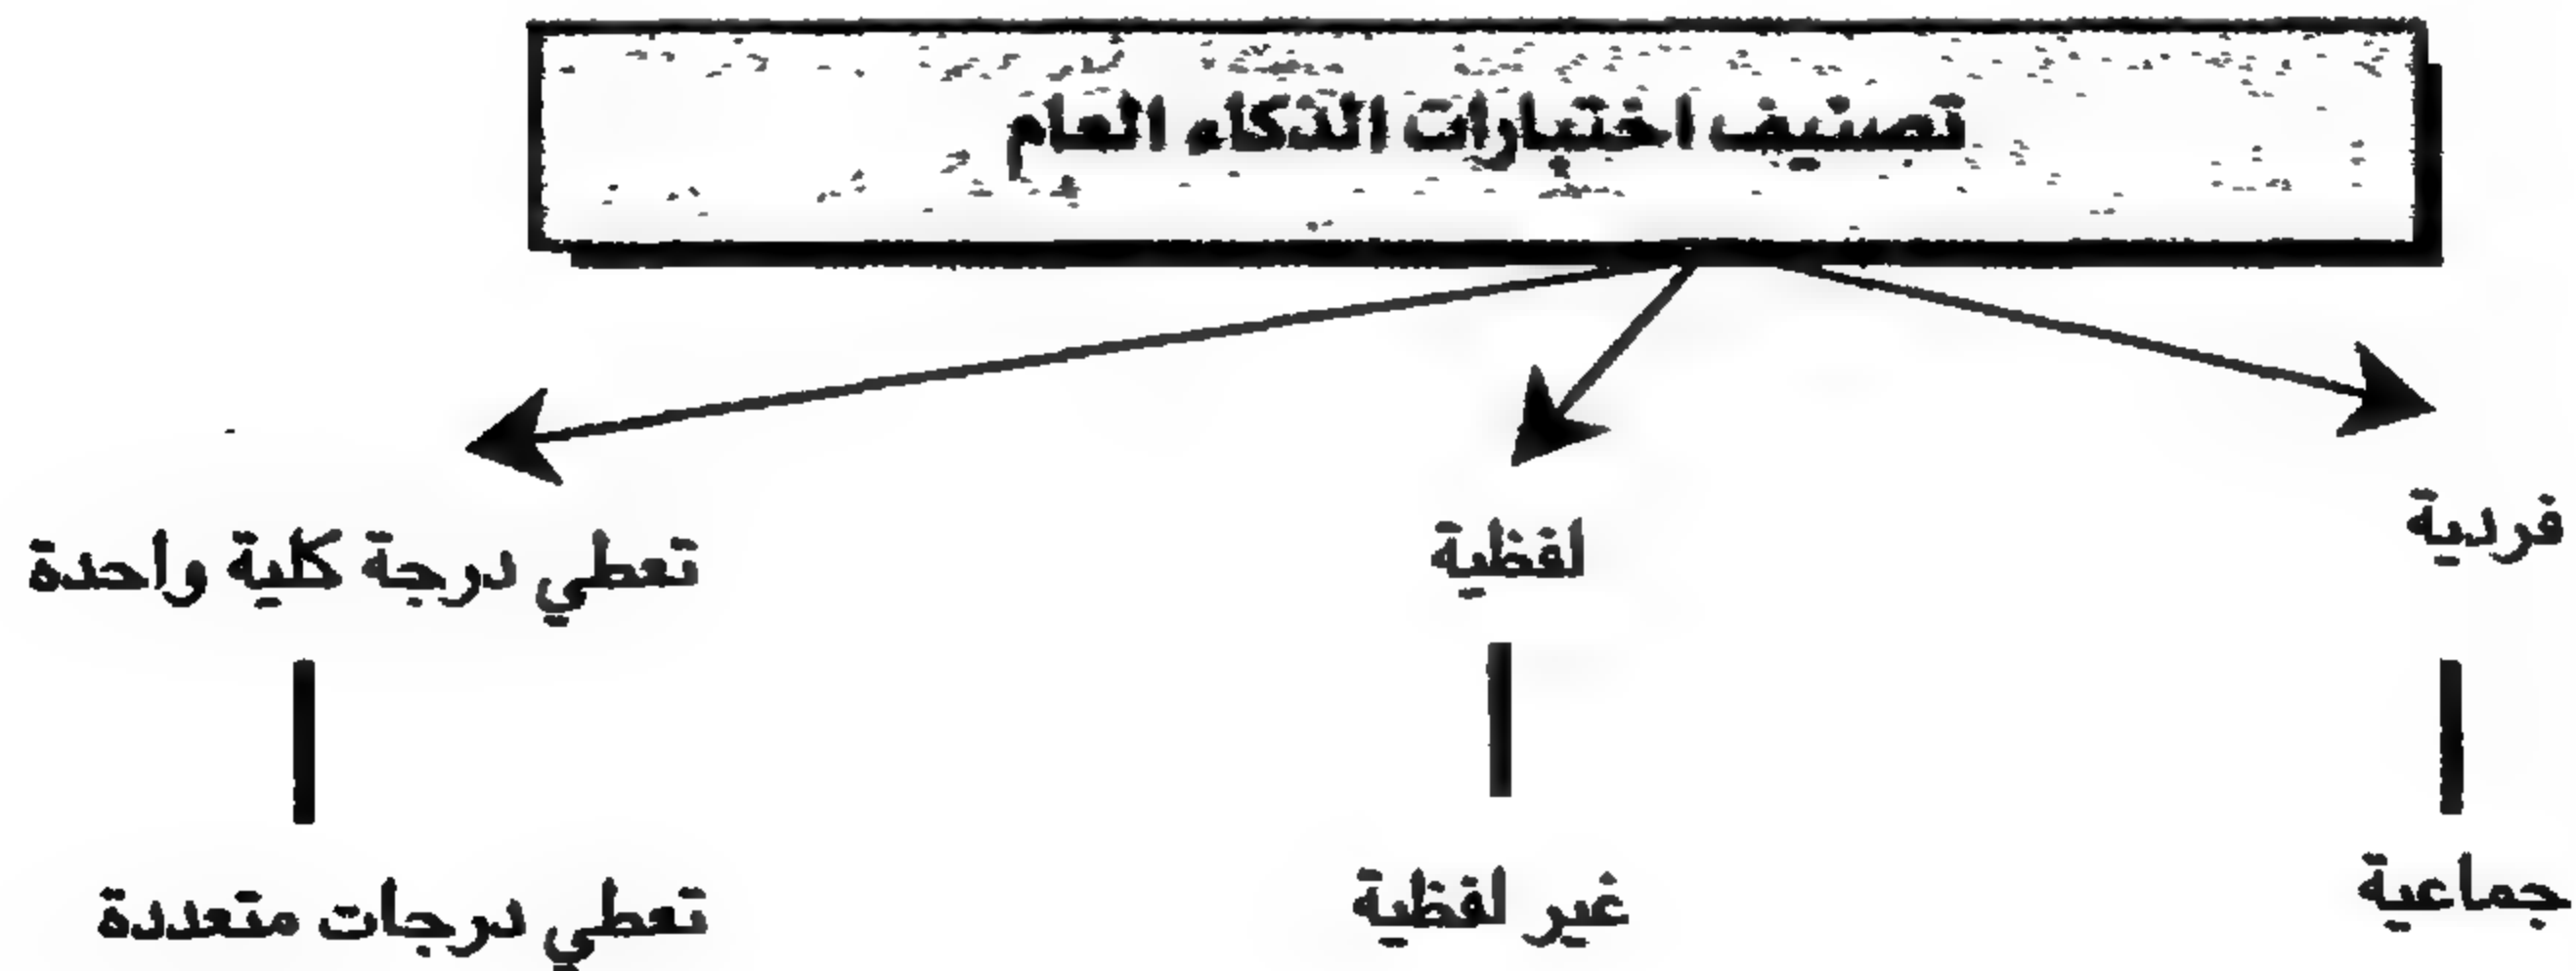 تصنيف اختبارات الذكاء العام
فردية
لفظية
تعطي درجة كلية واحدة
جماعية
غير لفظية
تعطي درجات متعددة